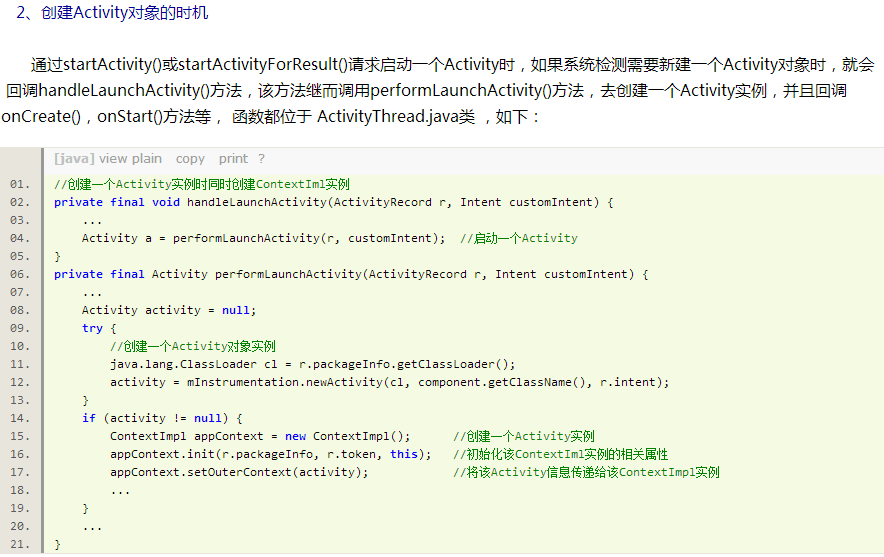 2、创建Activity对象的时机
通过startActivity()或startActivityForResult()请求启动一个Activity时，如果系统检测需要新建一个Activity对象时，就会
回调handleLaunchActivity()方法，该方法继而调用performLaunchActivity()方法，去创建一个Activity实例，并且回调
onCreate()，onStart()方法等， 函数都位于 ActivityThread.java类 ，如下：
[java] view plain copy print ?
01. //创建一个Activity实例时同时创建ContextIml实例
02. private final void handleLaunchActivity(ActivityRecord r, Intent customIntent) {
03.     ...
04.     Activity a = performLaunchActivity(r, customIntent);  //启动一个Activity
05. }
06. private final Activity performLaunchActivity(ActivityRecord r, Intent customIntent) {
07.     ...
08.     Activity activity = null;
09.     try {
10.         //创建一个Activity对象实例
11.         java.lang.ClassLoader cl = r.packageInfo.getClassLoader();
12.         activity = mInstrumentation.newActivity(cl, component.getClassName(), r.intent);
13.     }
14.     if (activity != null) {
15.         ContextImpl appContext = new ContextImpl();      //创建一个Activity实例
16.         appContext.init(r.packageInfo, r.token, this);   //初始化该ContextIml实例的相关属性
17.         appContext.setOuterContext(activity);            //将该Activity信息传递给该ContextImpl实例
18.         ...
19.     }
20.     ...
21. }